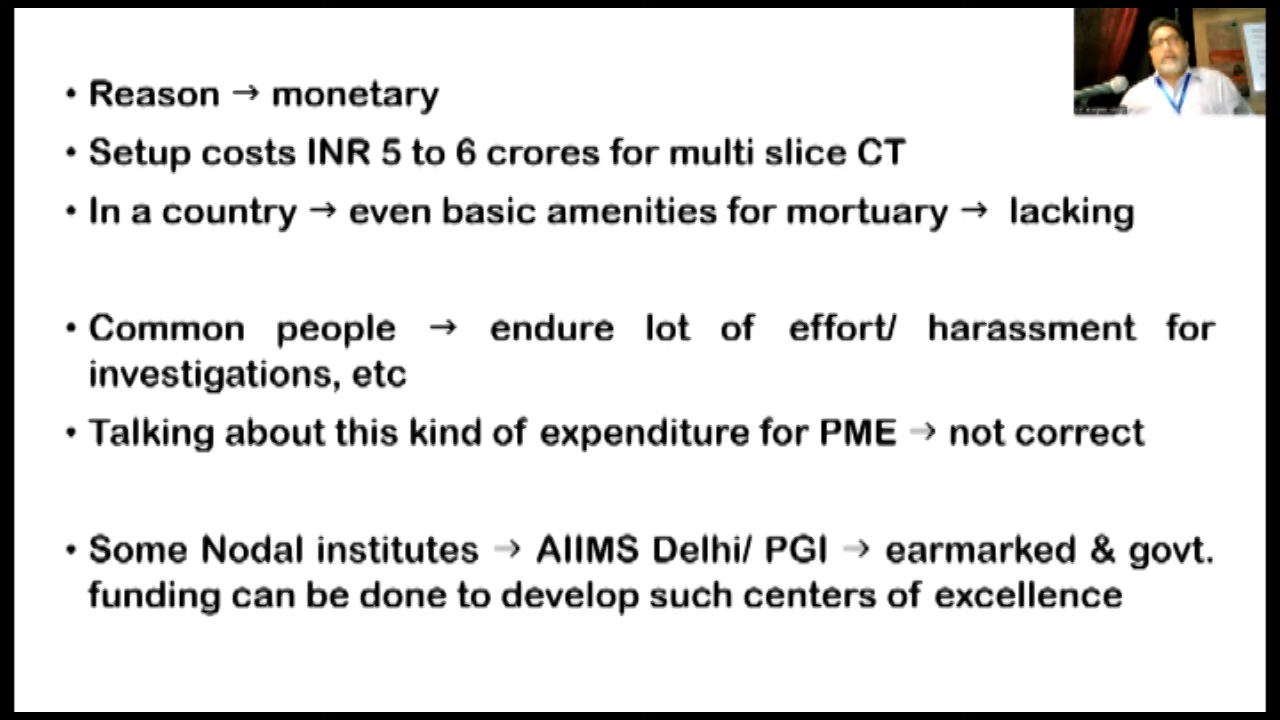 • Reason → monetary
• Setup costs INR 5 to 6 crores for multi slice CT
• In a country → even basic amenities for mortuary → lacking
• Common people → endure lot of effort/ harassment for
investigations, etc
• Talking about this kind of expenditure for PME → not correct
• Some Nodal institutes → AIIMS Delhi/ PGI → earmarked & govt.
funding can be done to develop such centers of excellence